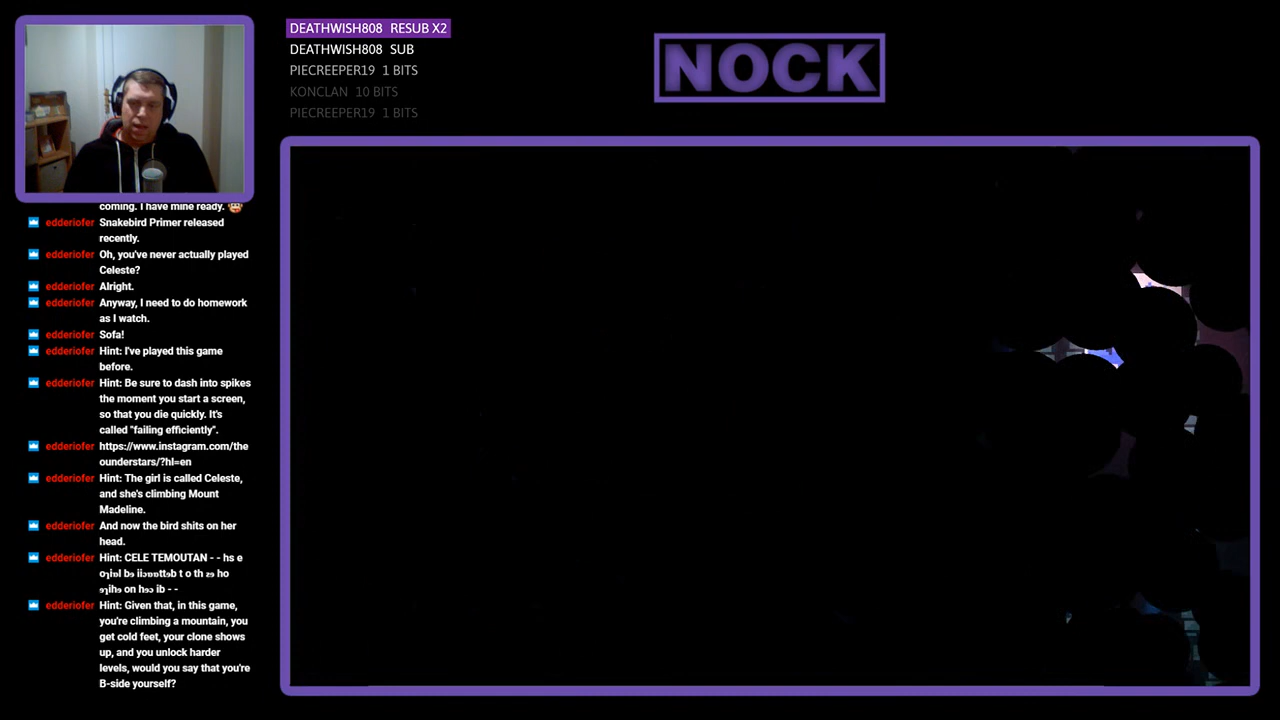 DEATHWISH808 RESUB X2
DEATHWISH808 SUB
PIECREEPER19 1 BITS
KONCLAN 10 BITS
PIECREEPER19 1 BITS
NOCK
coming. I have mine ready.
edderiofer Snakebird Primer released
recently.
edderiofer Oh, you've never actually played
Celeste?
edderiofer Alright.
edderiofer Anyway, I need to do homework
as I watch.
edderiofer Sofa!
edderiofer Hint: I've played this game
before.
edderiofer Hint: Be sure to dash into spikes
the moment you start a screen,
so that you die quickly. It's
called "failing efficiently".
edderiofer https://www.instagram.com/the
ounderstars/?hl=en
edderiofer Hint: The girl is called Celeste,
and she's climbing Mount
Madeline.
edderiofer And now the bird shits on her
head.
edderiofer Hint: CELE TEMOUTAN - - hs e
on ib - -
edderiofer Hint: Given that, in this game,
you're climbing a mountain, you
get cold feet, your clone shows
up, and you unlock harder
levels, would you say that you're
B-side yourself?